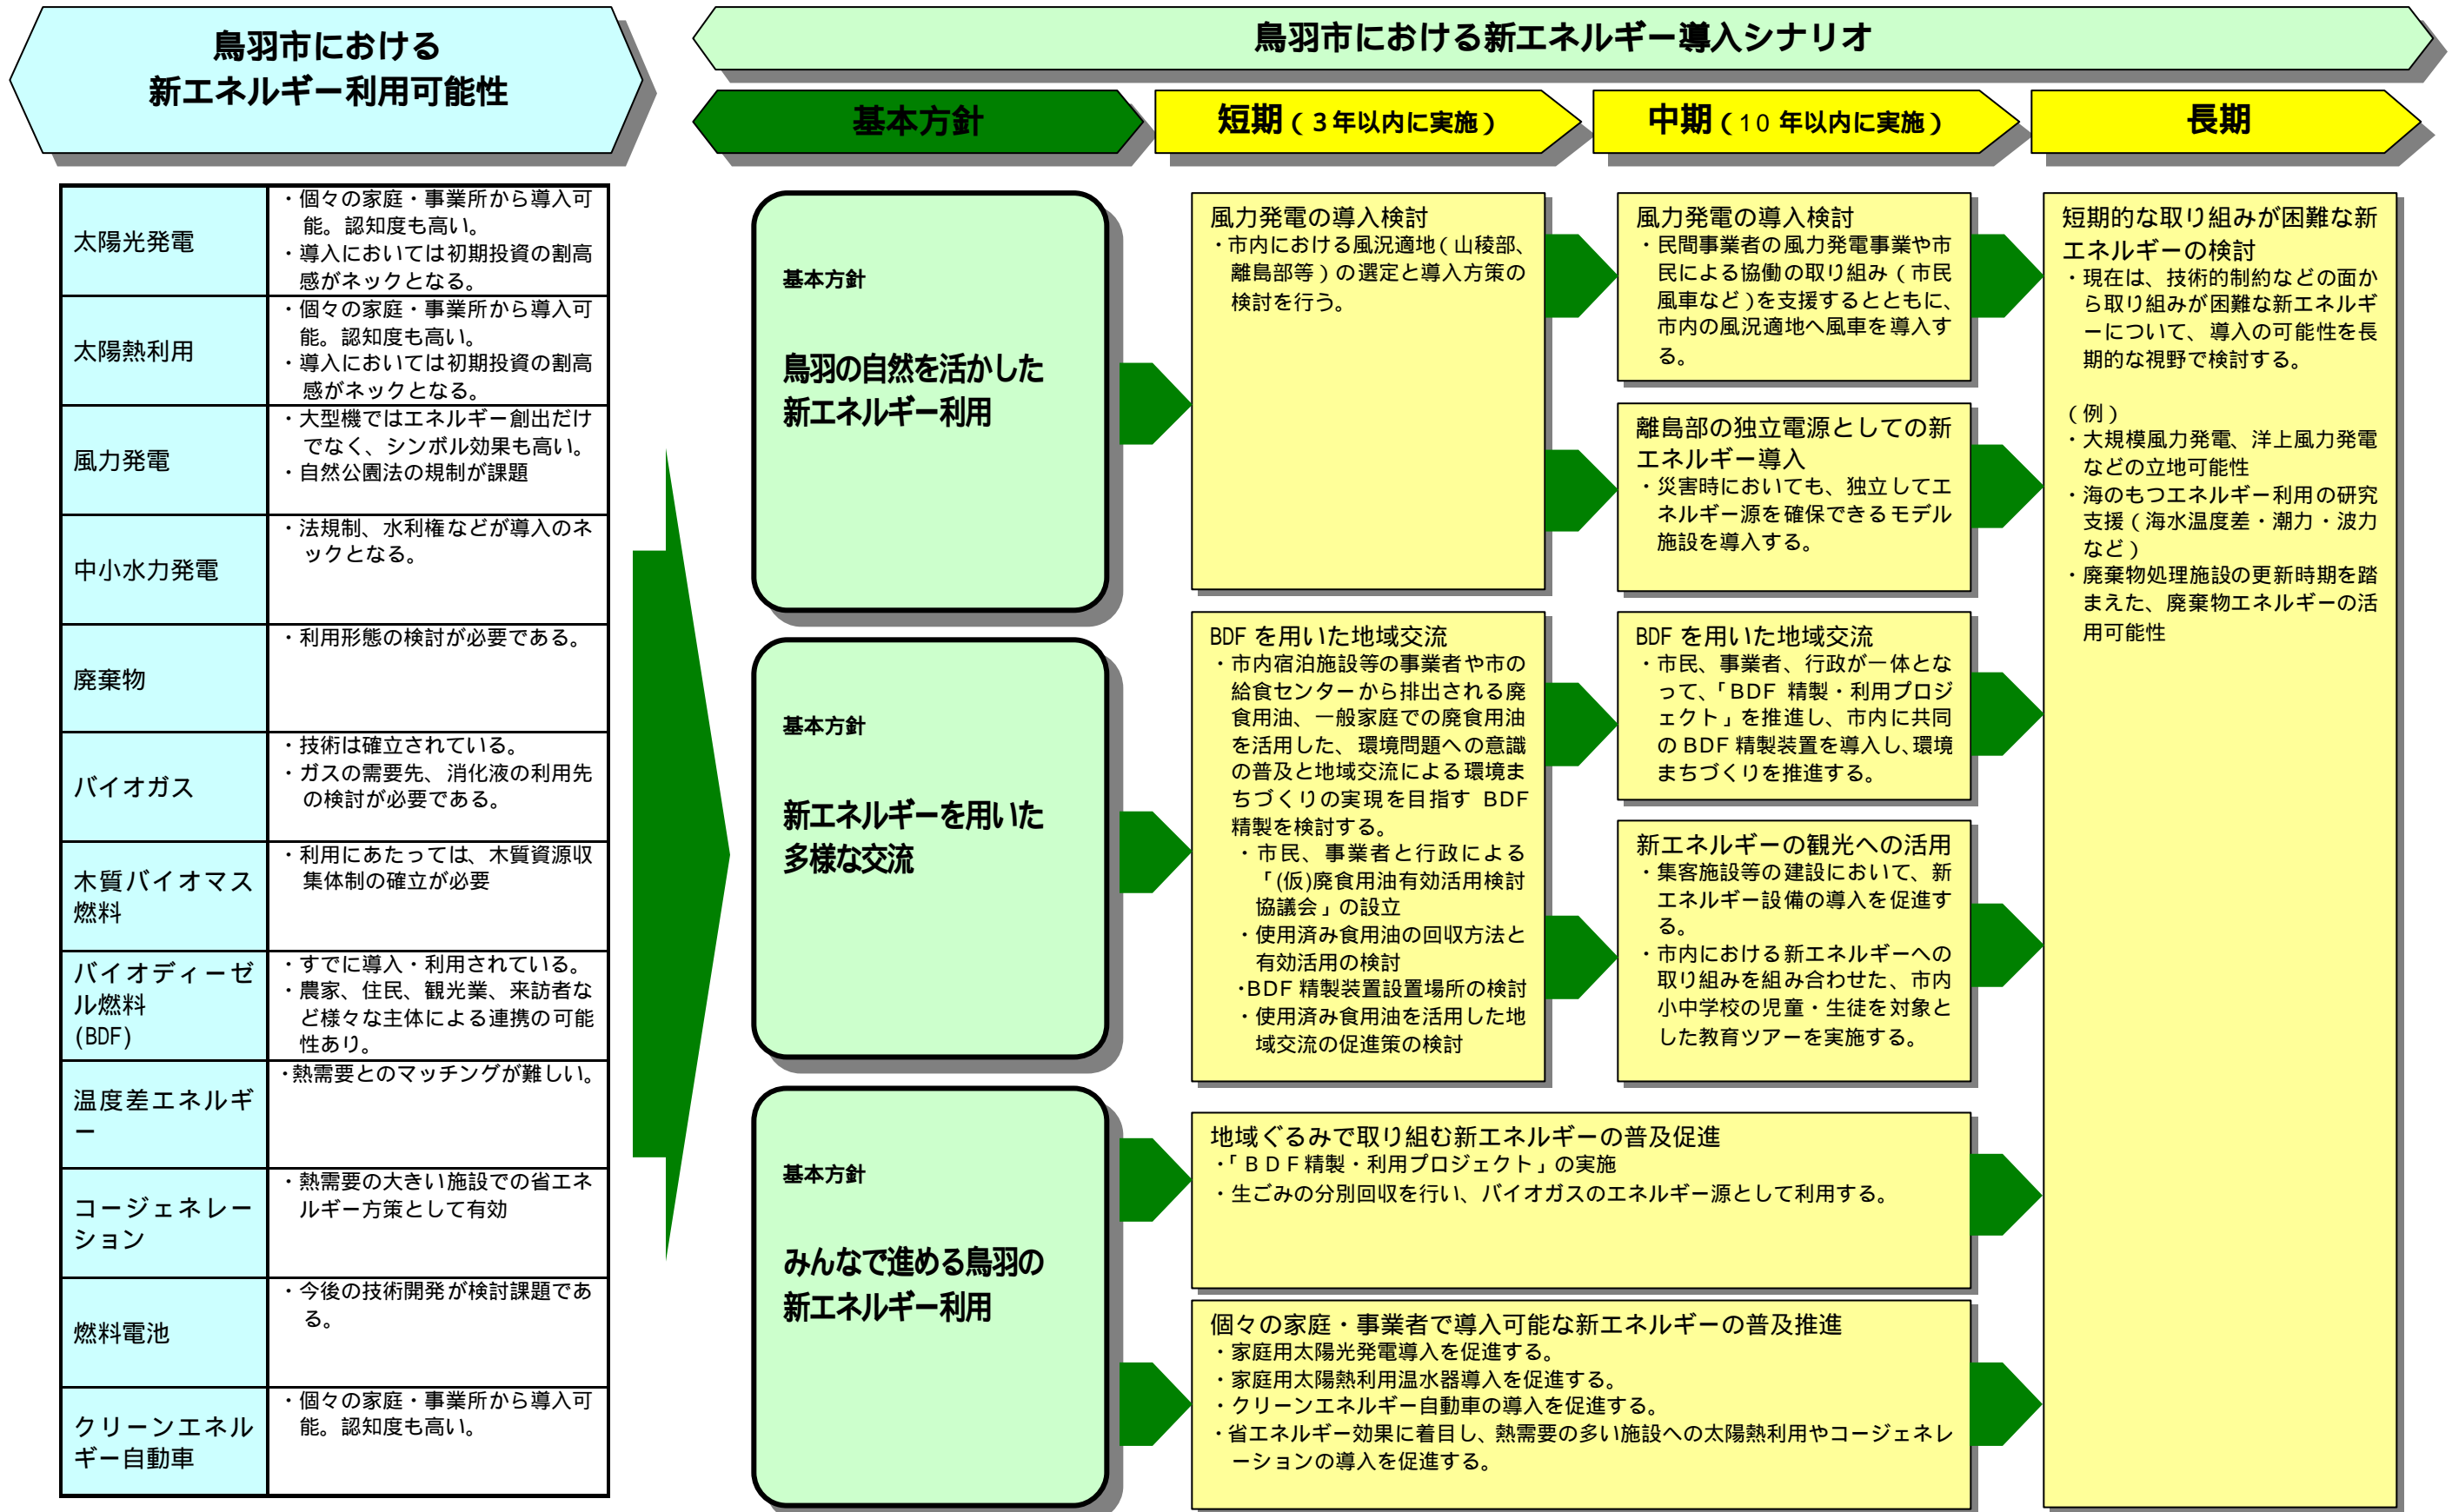 鳥羽市における
新エネルギー利用可能性
太陽光発電
・個々の家庭・事業所から導入可
能。認知度も高い。
・導入においては初期投資の割高
感がネックとなる。
太陽熱利用
・個々の家庭・事業所から導入可
能。認知度も高い。
・導入においては初期投資の割高
感がネックとなる。
風力発電
・大型機ではエネルギー創出だけ
でなく、シンボル効果も高い。
・自然公園法の規制が課題
中小水力発電
・法規制、水利権などが導入のネ
ックとなる。
廃棄物
・利用形態の検討が必要である。
バイオガス
・技術は確立されている。
・ガスの需要先、消化液の利用先
の検討が必要である。
木質バイオマス
燃料
・利用にあたっては、木質資源収
集体制の確立が必要
バイオディーゼ
ル燃料
(BDF)
・すでに導入・利用されている。
・農家、住民、観光業、来訪者な
ど様々な主体による連携の可能
性あり。
温度差エネルギ
ー
・熱需要とのマッチングが難しい。
コージェネレー
ション
・熱需要の大きい施設での省エネ
ルギー方策として有効
燃料電池
・今後の技術開発が検討課題であ
る。
クリーンエネル
ギー自動車
・個々の家庭・事業所から導入可
能。認知度も高い。
鳥羽市における新エネルギー導入シナリオ
基本方針
短期（３年以内に実施）
中期（10 年以内に実施）
長期
基本方針
鳥羽の自然を活かした
新エネルギー利用
風力発電の導入検討
・市内における風況適地（山稜部、
離島部等）の選定と導入方策の
検討を行う。
風力発電の導入検討
・民間事業者の風力発電事業や市
民による協働の取り組み（市民
風車など）を支援するとともに、
市内の風況適地へ風車を導入す
る。
離島部の独立電源としての新
エネルギー導入
・災害時においても、独立してエ
ネルギー源を確保できるモデル
施設を導入する。
基本方針
新エネルギーを用いた
多様な交流
BDF を用いた地域交流
・市内宿泊施設等の事業者や市の
給食センターから排出される廃
食用油、一般家庭での廃食用油
を活用した、環境問題への意識
の普及と地域交流による環境ま
ちづくりの実現を目指す BDF
精製を検討する。
・市民、事業者と行政による
「(仮)廃食用油有効活用検討
協議会」の設立
・使用済み食用油の回収方法と
有効活用の検討
・BDF 精製装置設置場所の検討
・使用済み食用油を活用した地
域交流の促進策の検討
BDF を用いた地域交流
・市民、事業者、行政が一体とな
って、「BDF 精製・利用プロジ
ェクト」を推進し、市内に共同
の BDF 精製装置を導入し、環境
まちづくりを推進する。
新エネルギーの観光への活用
・集客施設等の建設において、新
エネルギー設備の導入を促進す
る。
・市内における新エネルギーへの
取り組みを組み合わせた、市内
小中学校の児童・生徒を対象と
した教育ツアーを実施する。
基本方針
みんなで進める鳥羽の
新エネルギー利用
地域ぐるみで取り組む新エネルギーの普及促進
・「ＢＤＦ精製・利用プロジェクト」の実施
・生ごみの分別回収を行い、バイオガスのエネルギー源として利用する。
個々の家庭・事業者で導入可能な新エネルギーの普及推進
・家庭用太陽光発電導入を促進する。
・家庭用太陽熱利用温水器導入を促進する。
・クリーンエネルギー自動車の導入を促進する。
・省エネルギー効果に着目し、熱需要の多い施設への太陽熱利用やコージェネレ
ーションの導入を促進する。
短期的な取り組みが困難な新
エネルギーの検討
・現在は、技術的制約などの面か
ら取り組みが困難な新エネルギ
ーについて、導入の可能性を長
期的な視野で検討する。
（例）
・大規模風力発電、洋上風力発電
などの立地可能性
・海のもつエネルギー利用の研究
支援（海水温度差・潮力・波力
など）
・廃棄物処理施設の更新時期を踏
まえた、廃棄物エネルギーの活
用可能性